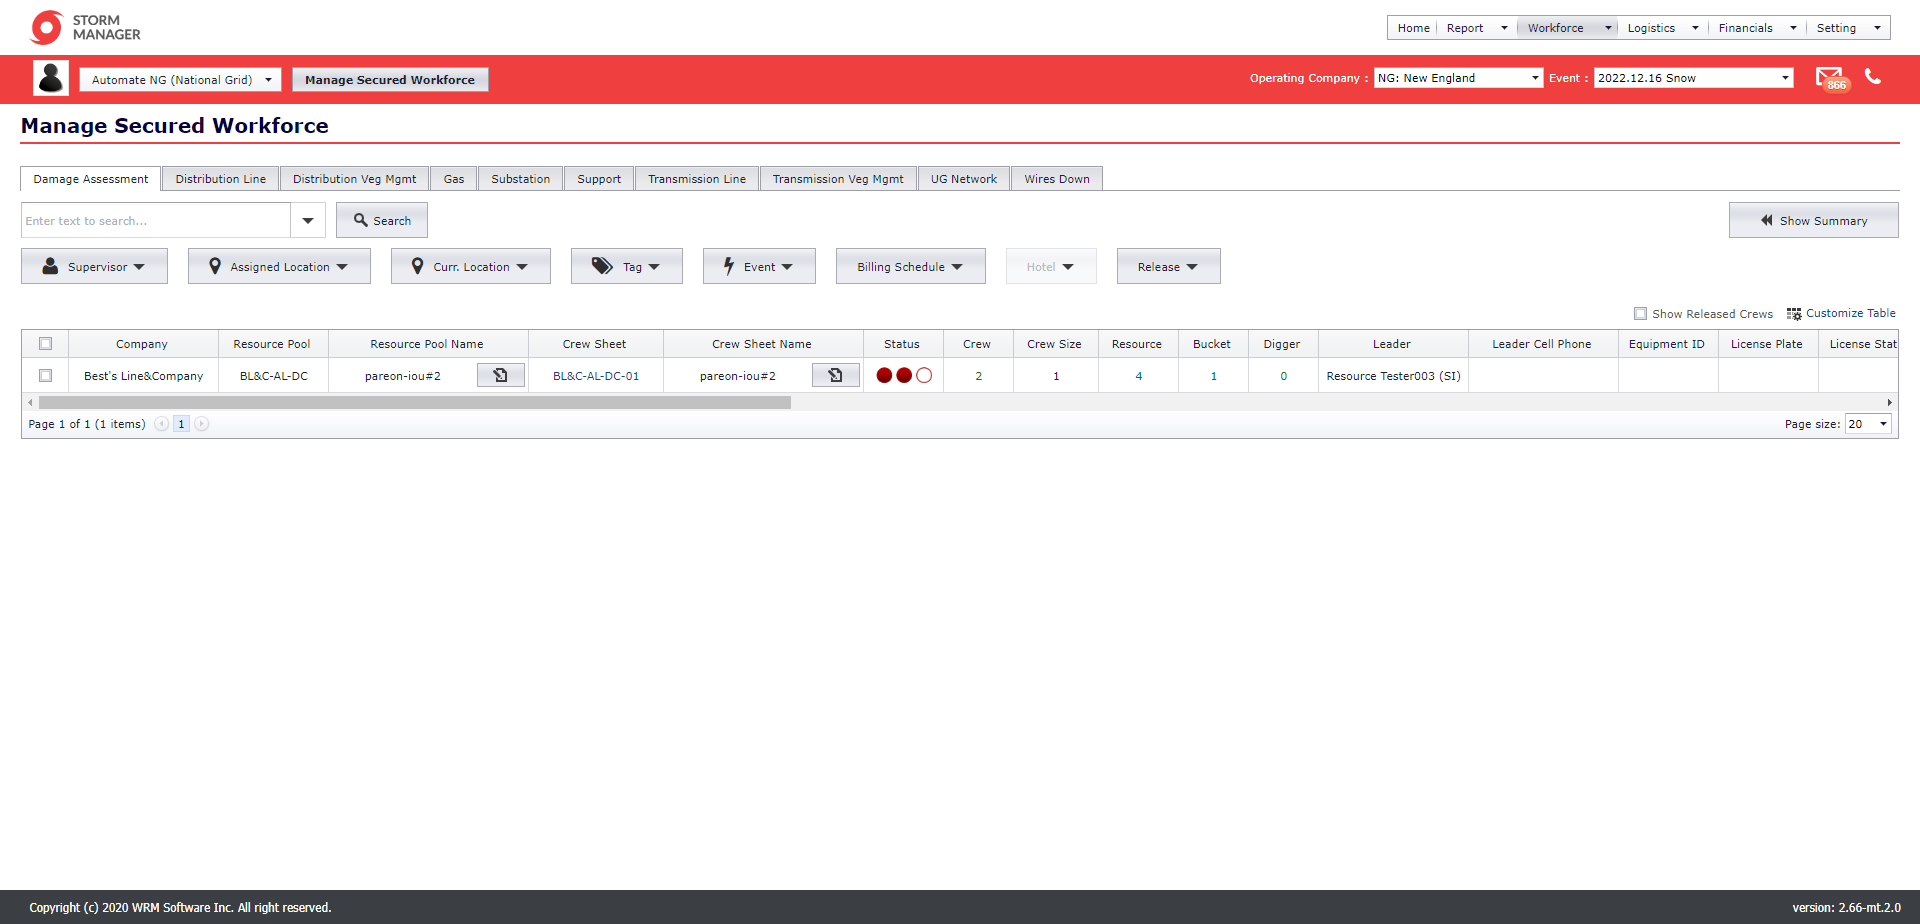 STORM
MANAGER
Home Report Workforce Logistics Financials Setting
Automate NG (National Grid) Manage Secured Workforce Operating Company : NG: New England Event : 2022.12.16 Snow 866
Manage Secured Workforce
Damage Assessment Distribution Line Distribution Veg Mgmt Gas Substation Support Transmission Line Transmission Veg Mgmt UG Network Wires Down
Enter text to search... Search Show Summary
Supervisor Assigned Location Curr. Location Tag Event Billing Schedule Hotel Release
Show Released Crews Customize Table
Company Resource Pool Resource Pool Name Crew Sheet Crew Sheet Name Status Crew Crew Size Resource Bucket Digger Leader Leader Cell Phone Equipment ID License Plate License Stat
Best's Line&Company BL&C-AL-DC pareon-iou#2 BL&C-AL-DC-01 pareon-iou#2 2 1 4 1 0 Resource Tester003 (SI)
Page 1 of 1 (1 items) 1 Page size: 20
Copyright (c) 2020 WRM Software Inc. All right reserved. version: 2.66-mt.2.0